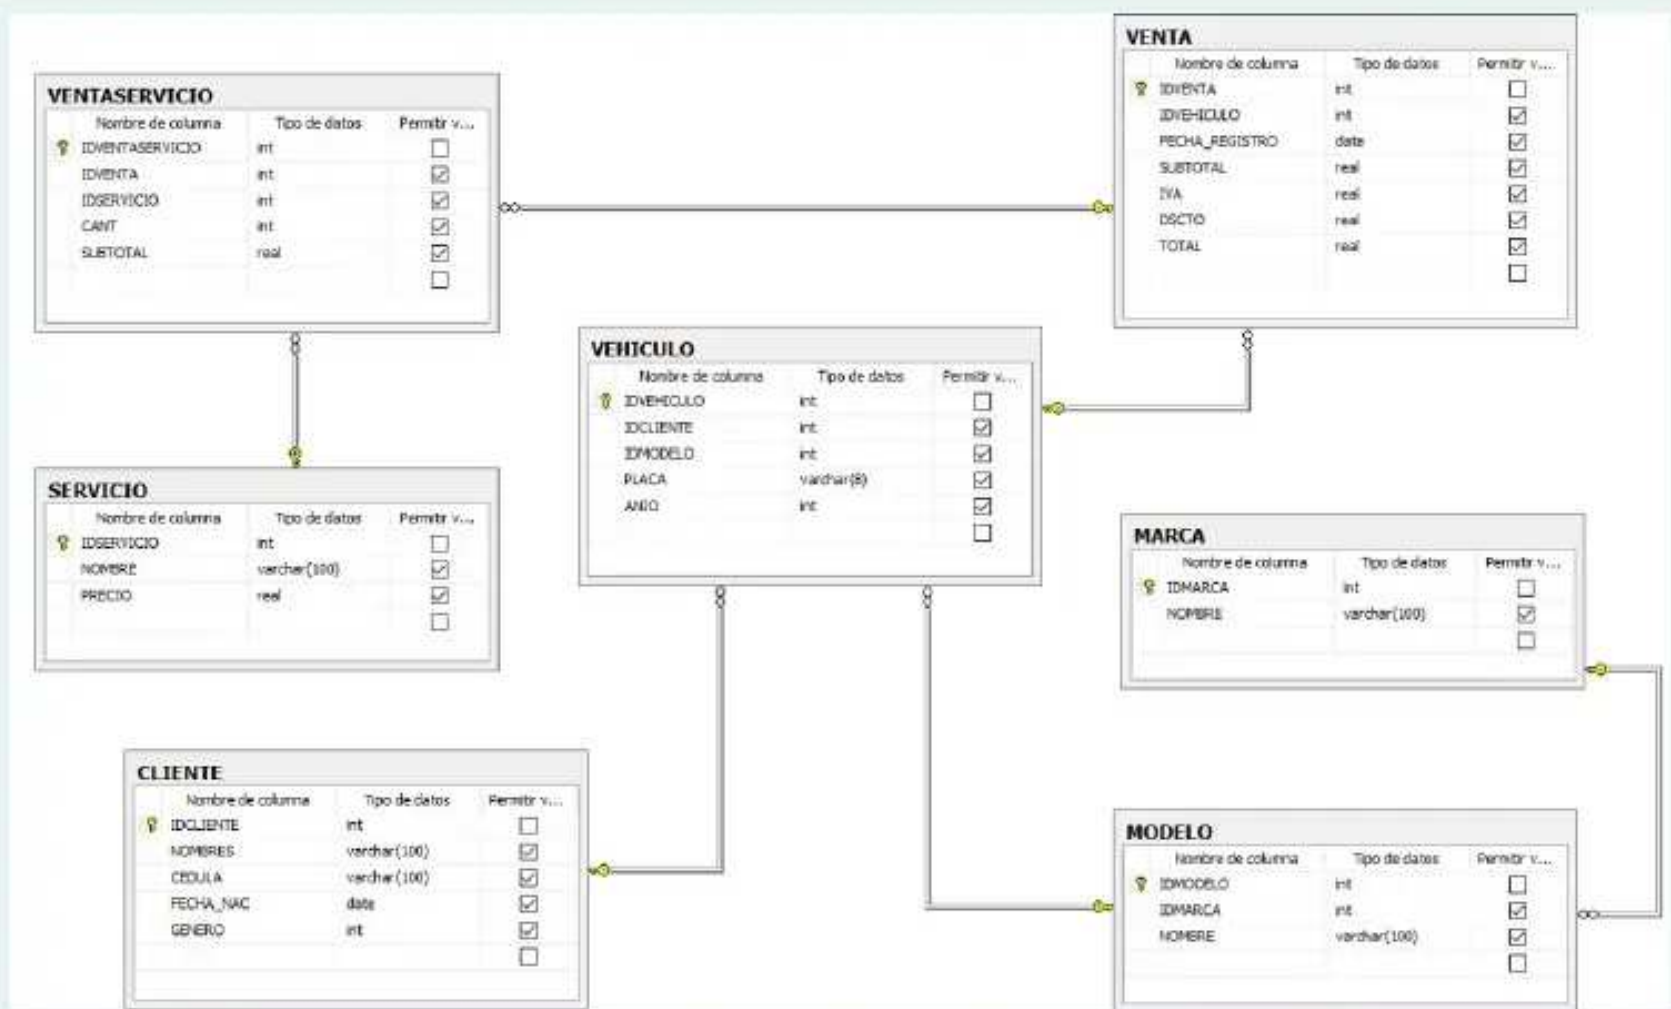 VENTASERVICIO
Nombre de columna Tipo de datos Permitir v...
IDVENTASERVICIO int
IDVENTA int
IDSERVICIO int
CANT int
SUBTOTAL real
VENTA
Nombre de columna Tipo de datos Permitir v...
IDVENTA int
IDVEHICULO int
FECHA_REGISTRO date
SUBTOTAL real
IVA real
DSCTO real
TOTAL real
VEHICULO
Nombre de columna Tipo de datos Permitir v...
IDVEHICULO int
IDCLIENTE int
IDMODELO int
PLACA varchar(8)
ANIO int
SERVICIO
Nombre de columna Tipo de datos Permitir v...
IDSERVICIO int
NOMBRE varchar(100)
PRECIO real
MARCA
Nombre de columna Tipo de datos Permitir v...
IDMARCA int
NOMBRE varchar(100)
CLIENTE
Nombre de columna Tipo de datos Permitir v...
IDCLIENTE int
NOMBRES varchar(100)
CEDULA varchar(100)
FECHA_NAC date
GENERO int
MODELO
Nombre de columna Tipo de datos Permitir v...
IDMODELO int
IDMARCA int
NOMBRE varchar(100)